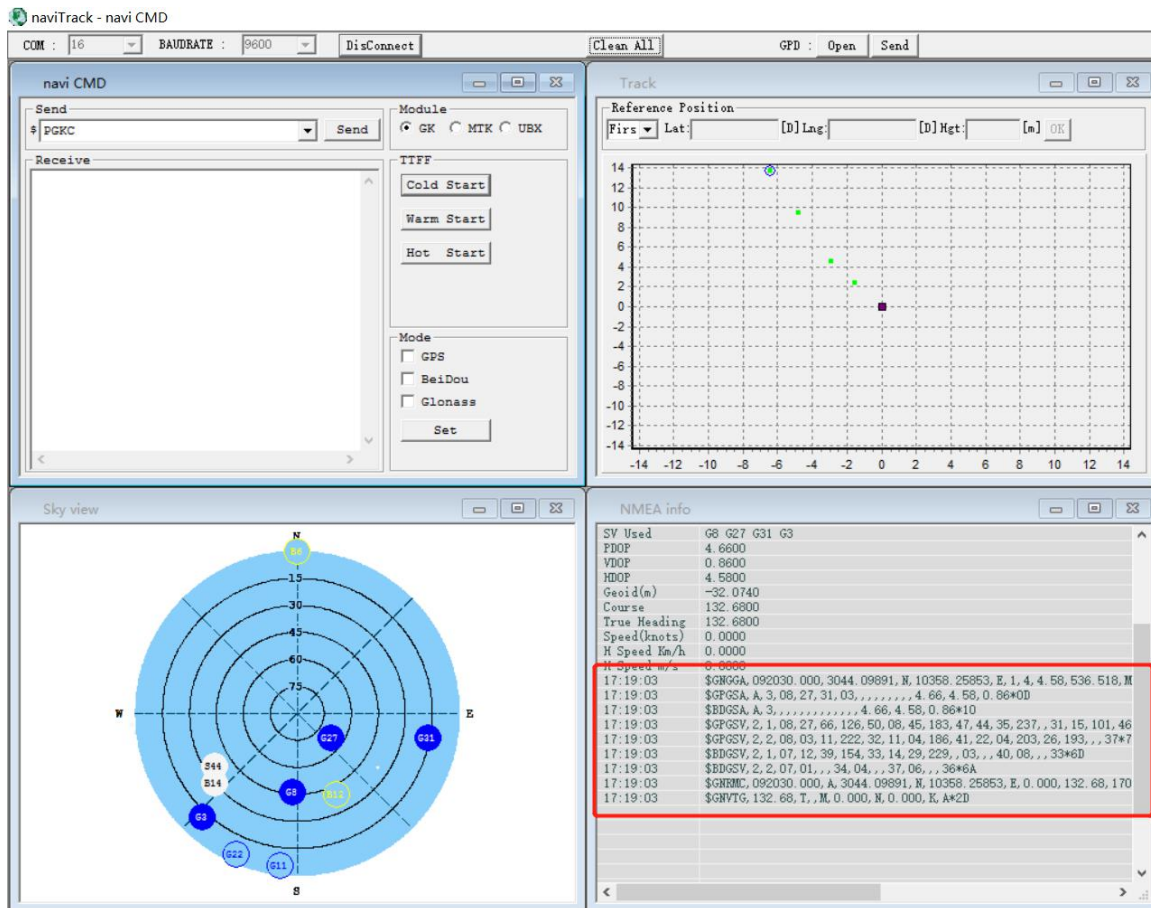 naviTrack - navi CMD
COM : 16 BAUDRATE : 9600 DisConnect Clean All GPD : Open Send
navi CMD
Send
$ PGKC Send
Module
GK MTK UBX
Receive
TTFF
Cold Start
Warm Start
Hot Start
Mode
GPS
BeiDou
Glonass
Set
Track
Reference Position
Firs Lat: [D] Lng: [D] Hgt: [m] OK
14
12
10
8
6
4
2
0
-2
-4
-6
-8
-10
-12
-14
-14 -12 -10 -8 -6 -4 -2 0 2 4 6 8 10 12 14
Sky view
N
B6
15
30
45
60
75
W E
G27 G31
S44
B14
G8 B12
G3
G22 G11
S
NMEA info
SV Used G8 G27 G31 G3
PDOP 4.6600
VDOP 0.8600
HDOP 4.5800
Geoid(m) -32.0740
Course 132.6800
True Heading 132.6800
Speed(knots) 0.0000
H Speed Km/h 0.0000
H Speed m/s 0.0000
17:19:03 $GNGGA,092030.000,3044.09891,N,10358.25853,E,1,4,4.58,536.518,M
17:19:03 $GPGSA,A,3,08,27,31,03,,,,,,,,,4.66,4.58,0.86*0D
17:19:03 $BDGSA,A,3,,,,,,,,,,,,,4.66,4.58,0.86*10
17:19:03 $GPGSV,2,1,08,27,66,126,50,08,45,183,47,44,35,237,,31,15,101,46
17:19:03 $GPGSV,2,2,08,03,11,222,32,11,04,186,41,22,04,203,26,193,,,37*7
17:19:03 $BDGSV,2,1,07,12,39,154,33,14,29,229,,03,,,40,08,,,33*6D
17:19:03 $BDGSV,2,2,07,01,,,34,04,,,37,06,,,36*6A
17:19:03 $GNRMC,092030.000,A,3044.09891,N,10358.25853,E,0.000,132.68,170
17:19:03 $GNVTG,132.68,T,,M,0.000,N,0.000,K,A*2D